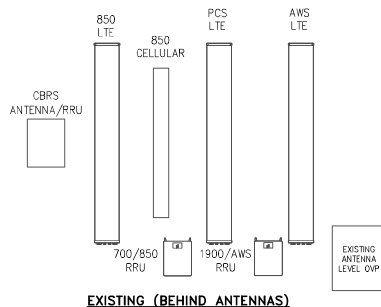 850
LTE
850
CELLULAR
PCS
LTE
AWS
LTE
CBRS
ANTENNA/RRU
700/850
RRU
1900/AWS
RRU
EXISTING
ANTENNA
LEVEL OVP
EXISTING (BEHIND ANTENNAS)